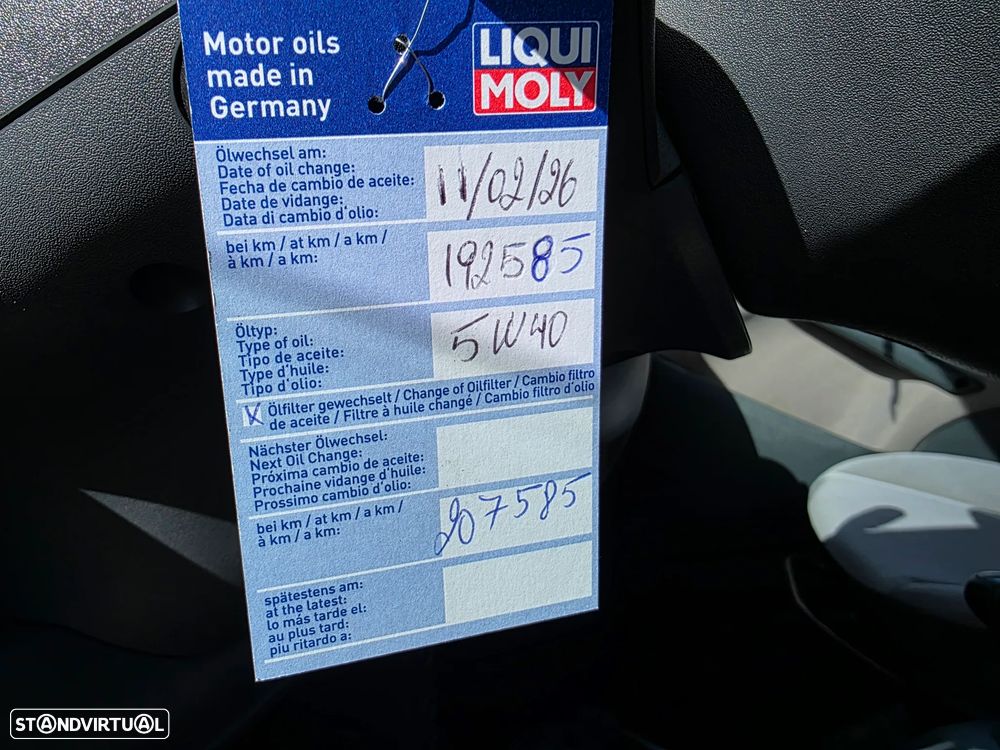 Motor oils
made in
Germany
LIQUI
MOLY
Ölwechsel am:
Date of oil change:
Fecha de cambio de aceite:
Date de vidange:
Data di cambio d'olio:
11/02/26
bei km / at km / a km /
à km / a km:
192585
Öltyp:
Type of oil:
Tipo de aceite:
Type d'huile:
Tipo d'olio:
5W40
X Ölfilter gewechselt / Change of Oilfilter / Cambio filtro
de aceite / Filtre à huile changé / Cambio filtro d'olio
Nächster Ölwechsel:
Next Oil Change:
Próxima cambio de aceite:
Prochaine vidange d'huile:
Prossimo cambio d'olio:
bei km / at km / a km /
à km / a km:
207585
spätestens am:
at the latest:
lo más tarde el:
au plus tard:
piu ritardo a:
STANDVIRTUAL